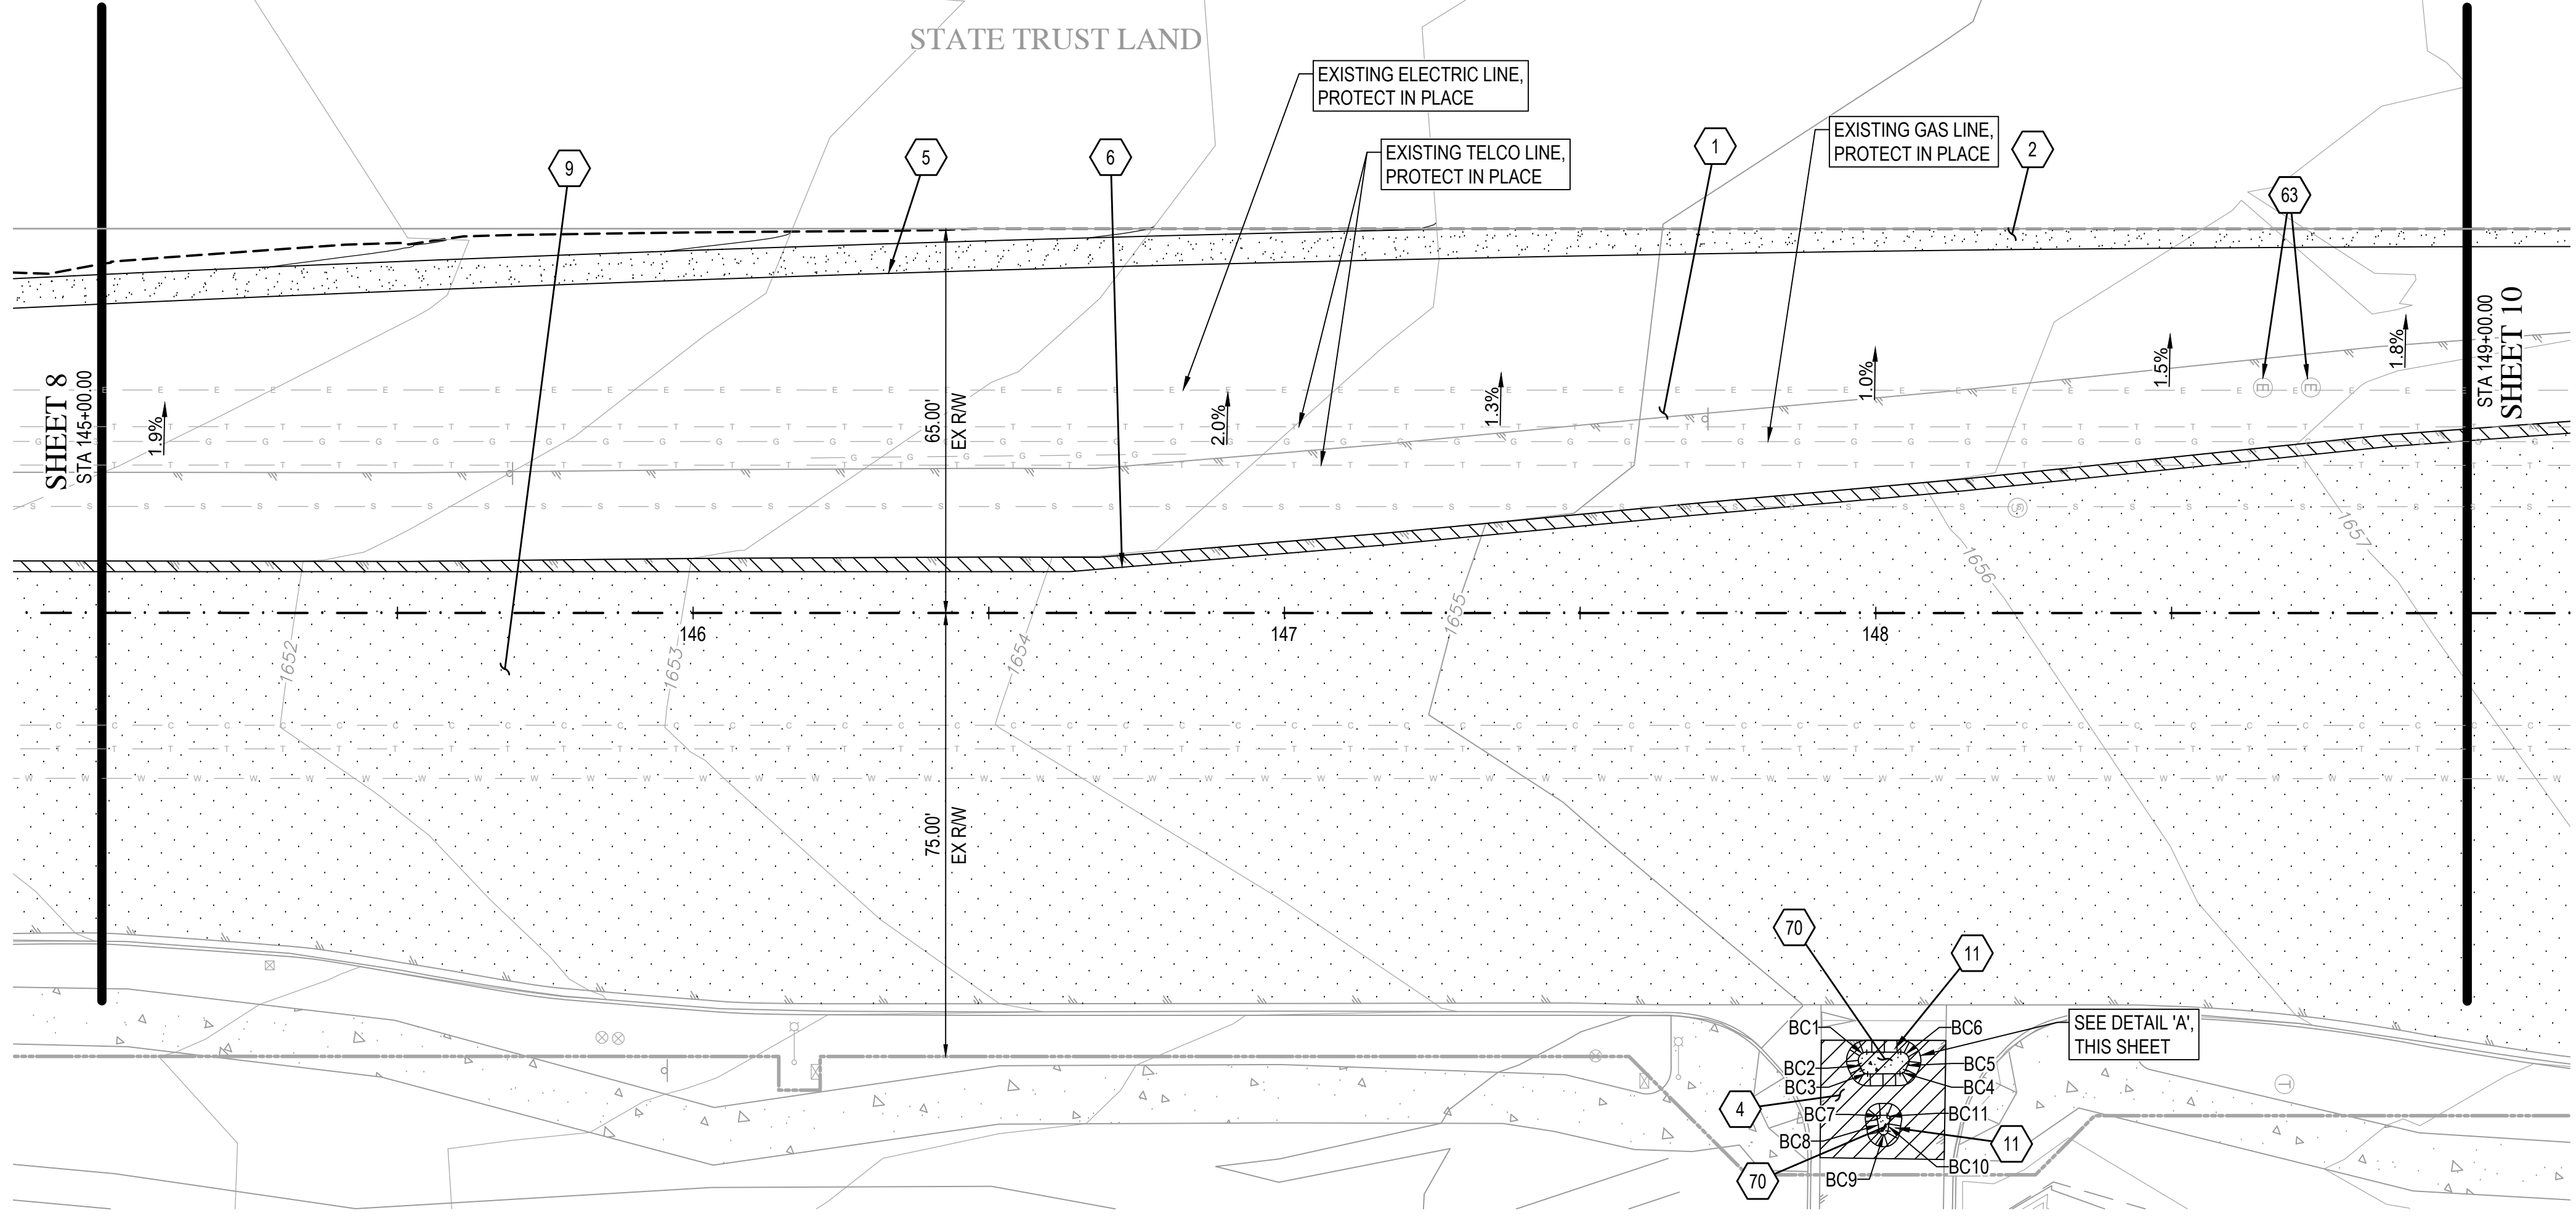 STATE TRUST LAND
EXISTING ELECTRIC LINE,
PROTECT IN PLACE
EXISTING TELCO LINE,
PROTECT IN PLACE
EXISTING GAS LINE,
PROTECT IN PLACE
9
5
6
1
2
63
SHEET 8
STA 145+00.00
1.9%
65.00'
EX R/W
2.0%
1.3%
1.0%
1.5%
1.8%
STA 149+00.00
SHEET 10
146
147
148
1652
1653
1654
1655
1656
1657
75.00'
EX R/W
70
11
BC1
BC6
SEE DETAIL 'A',
THIS SHEET
BC2
BC5
BC3
BC4
4
BC7
BC11
BC8
11
BC10
BC9
70